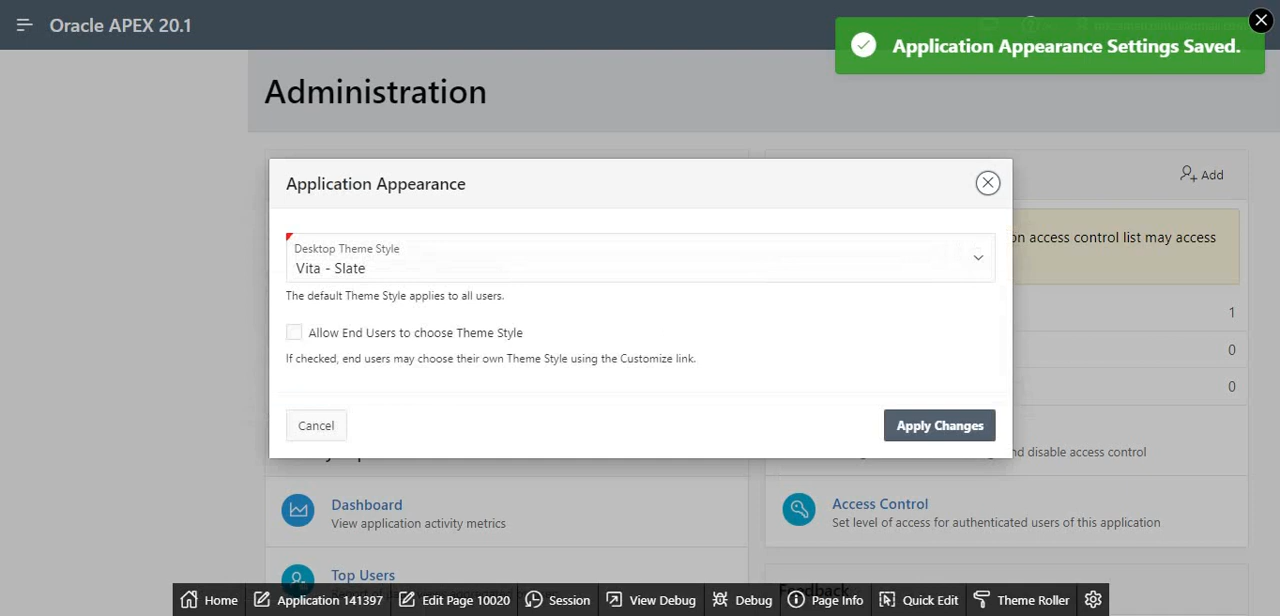 Oracle APEX 20.1
Application Appearance Settings Saved.
Administration
Application Appearance
Add
Desktop Theme Style
Vita - Slate
on access control list may access
The default Theme Style applies to all users.
1
Allow End Users to choose Theme Style
0
If checked, end users may choose their own Theme Style using the Customize link.
0
Cancel
Apply Changes
nd disable access control
Dashboard
View application activity metrics
Access Control
Set level of access for authenticated users of this application
Top Users
Feedback
Home
Application 141397
Edit Page 10020
Session
View Debug
Debug
Page Info
Quick Edit
Theme Roller